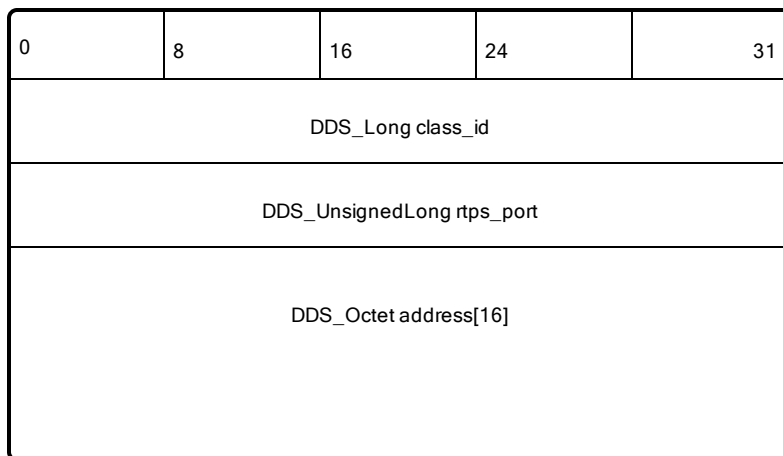 0 8 16 24 31
DDS_Long class_id
DDS_UnsignedLong rtps_port
DDS_Octet address[16]